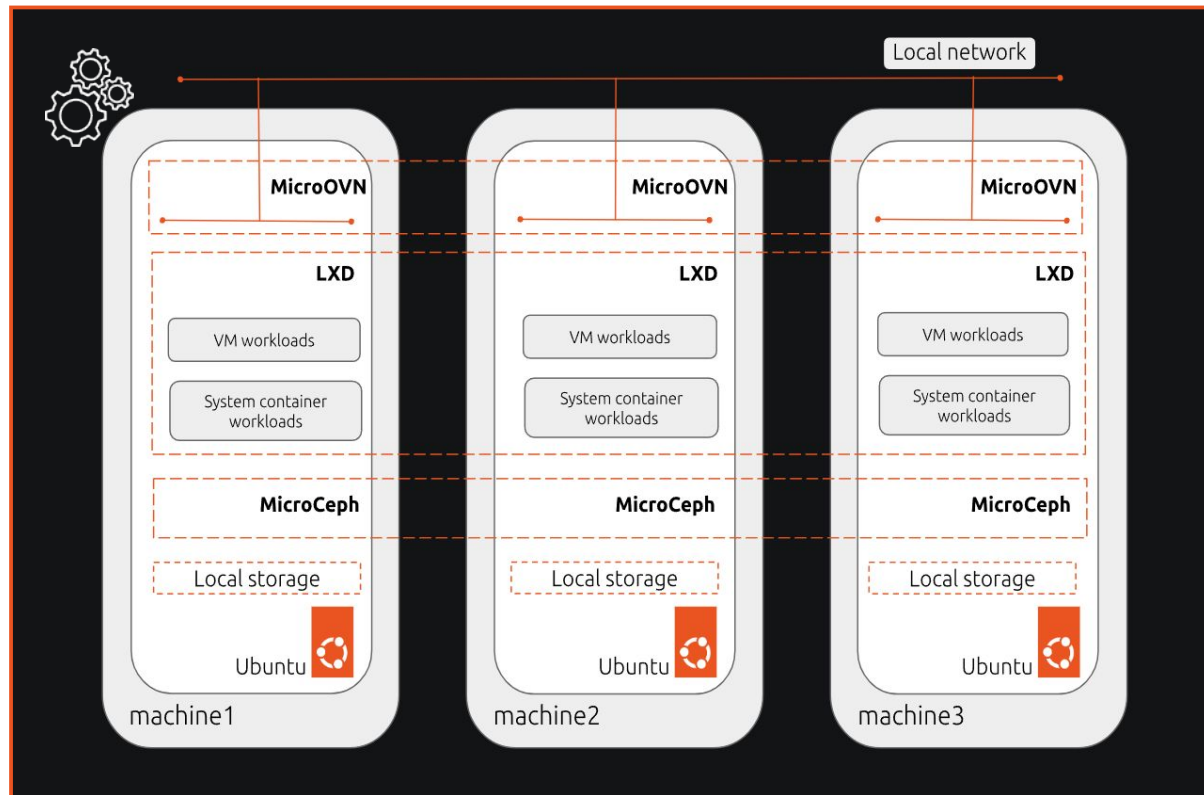 Local network
MicroOVN
MicroOVN
MicroOVN
LXD
LXD
LXD
VM workloads
VM workloads
VM workloads
System container
workloads
System container
workloads
System container
workloads
MicroCeph
MicroCeph
MicroCeph
Local storage
Local storage
Local storage
Ubuntu
Ubuntu
Ubuntu
machine1
machine2
machine3